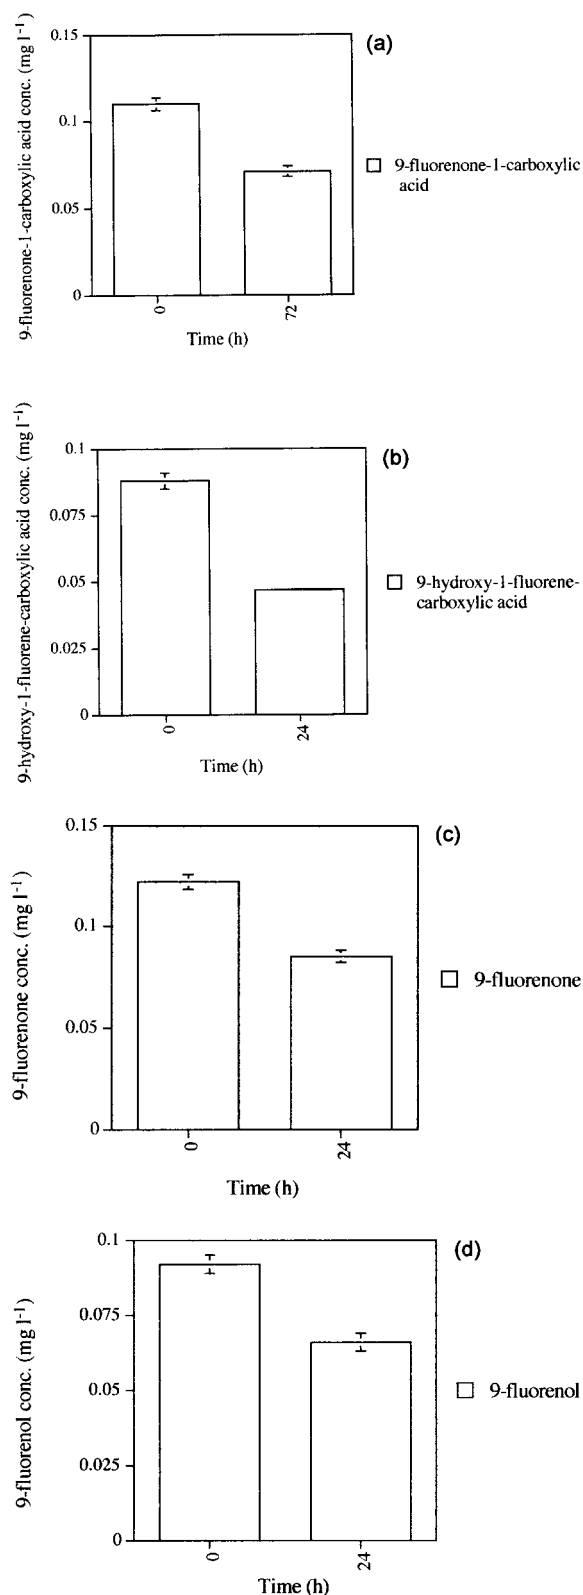 (a)
9-fluorenone-1-carboxylic acid conc. (mg l⁻¹)
0.15
0.1
0.05
0
0
72
Time (h)
9-fluorenone-1-carboxylic
acid
(b)
9-hydroxy-1-fluorene-carboxylic acid conc. (mg l⁻¹)
0.1
0.075
0.05
0.025
0
0
24
Time (h)
9-hydroxy-1-fluorene-
carboxylic acid
(c)
9-fluorenone conc. (mg l⁻¹)
0.15
0.1
0.05
0
0
24
Time (h)
9-fluorenone
(d)
9-fluorenol conc. (mg l⁻¹)
0.1
0.075
0.05
0.025
0
0
24
Time (h)
9-fluorenol